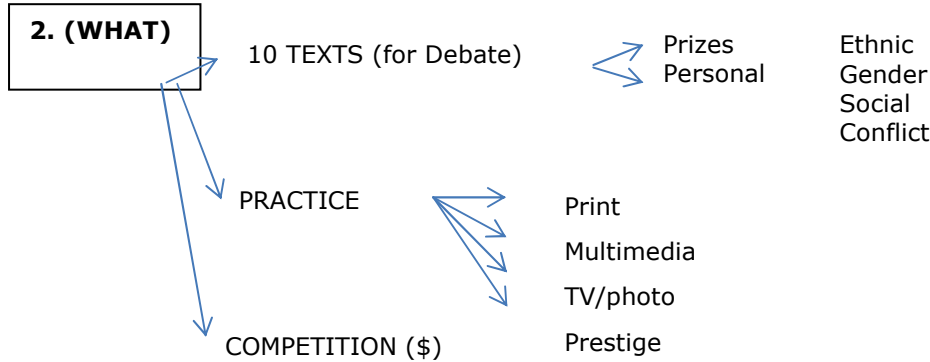 2. (WHAT)
10 TEXTS (for Debate)
Prizes
Personal
Ethnic
Gender
Social
Conflict
PRACTICE
Print
Multimedia
TV/photo
Prestige
COMPETITION ($)